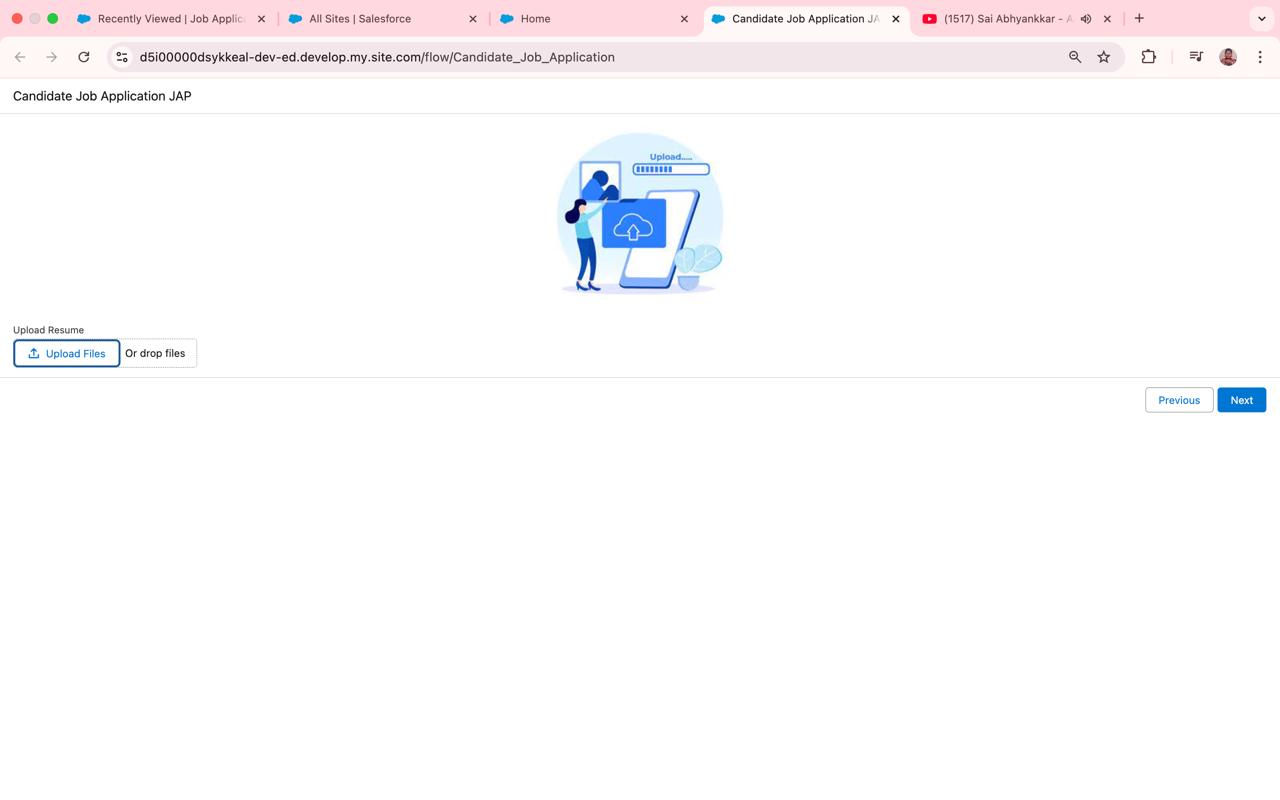 Recently Viewed | Job Applic
All Sites | Salesforce
Home
Candidate Job Application JA
(1517) Sai Abhyankkar - A
d5i00000dsykkeal-dev-ed.develop.my.site.com/flow/Candidate_Job_Application
Candidate Job Application JAP
Upload.....
Upload Resume
Upload Files
Or drop files
Previous
Next